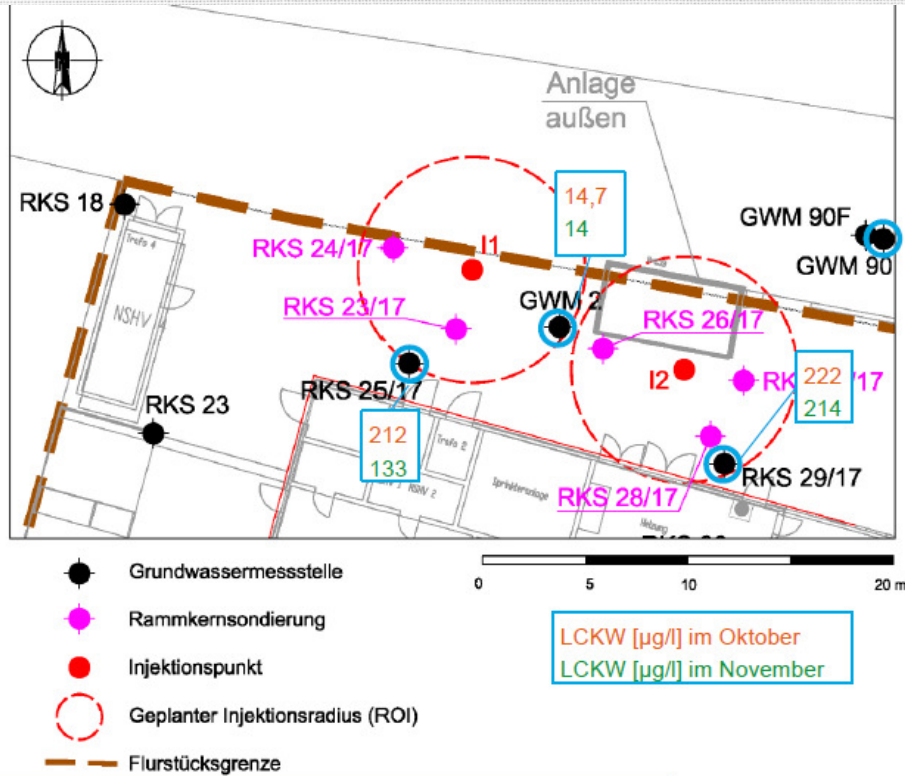 N
Anlage
außen
RKS 18
Trafo 4
NSHV
RKS 24/17
I1
14,7
14
GWM 90F
GWM 90
RKS 23/17
GWM 2
RKS 26/17
RKS 25/17
I2
222
214
RKS 23
212
133
Trafo 2
NSHV 2
Sprinkleranlage
RKS 28/17
RKS 29/17
Heizung
Grundwassermessstelle
0 5 10 20 m
Rammkernsondierung
LCKW [µg/l] im Oktober
LCKW [µg/l] im November
Injektionspunkt
Geplanter Injektionsradius (ROI)
Flurstücksgrenze